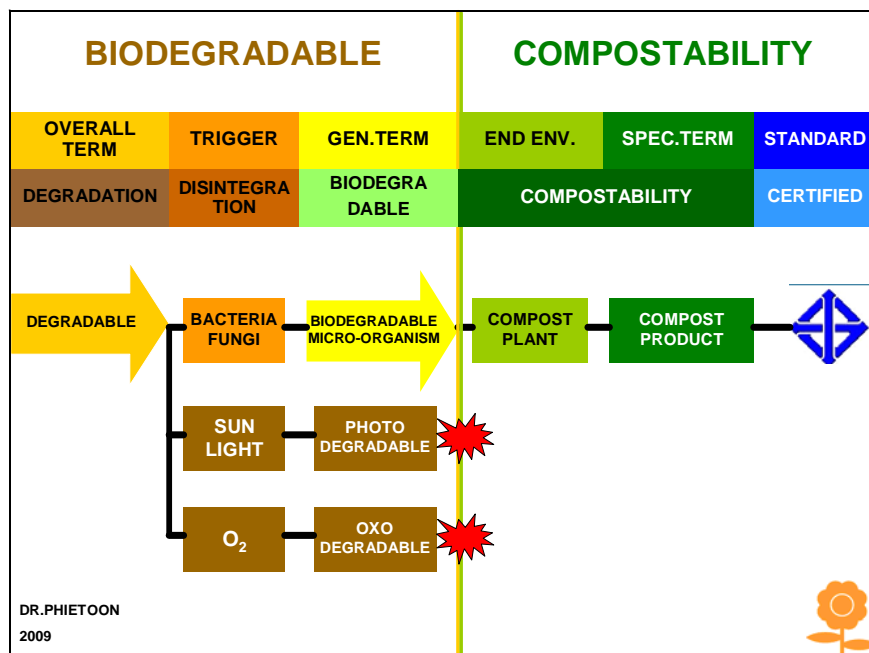 BIODEGRADABLE
COMPOSTABILITY
OVERALL
TERM
TRIGGER
GEN.TERM
END ENV.
SPEC.TERM
STANDARD
DEGRADATION
DISINTEGRA
TION
BIODEGRA
DABLE
COMPOSTABILITY
CERTIFIED
DEGRADABLE
BACTERIA
FUNGI
BIODEGRADABLE
MICRO-ORGANISM
COMPOST
PLANT
COMPOST
PRODUCT
SUN
LIGHT
PHOTO
DEGRADABLE
O₂
OXO
DEGRADABLE
DR.PHIETOON
2009